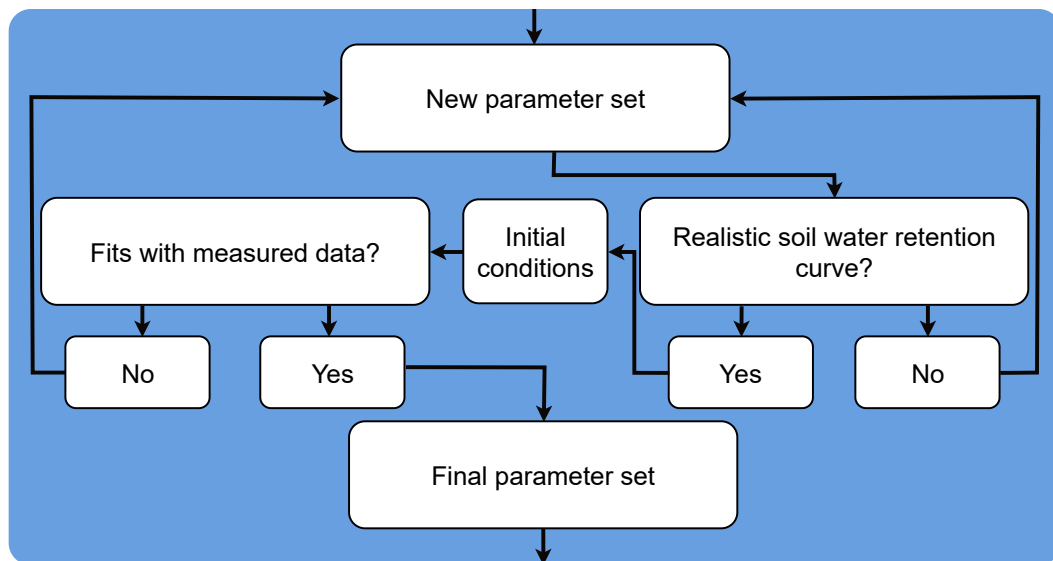 New parameter set
Fits with measured data?
Initial
conditions
Realistic soil water retention
curve?
No
Yes
Yes
No
Final parameter set